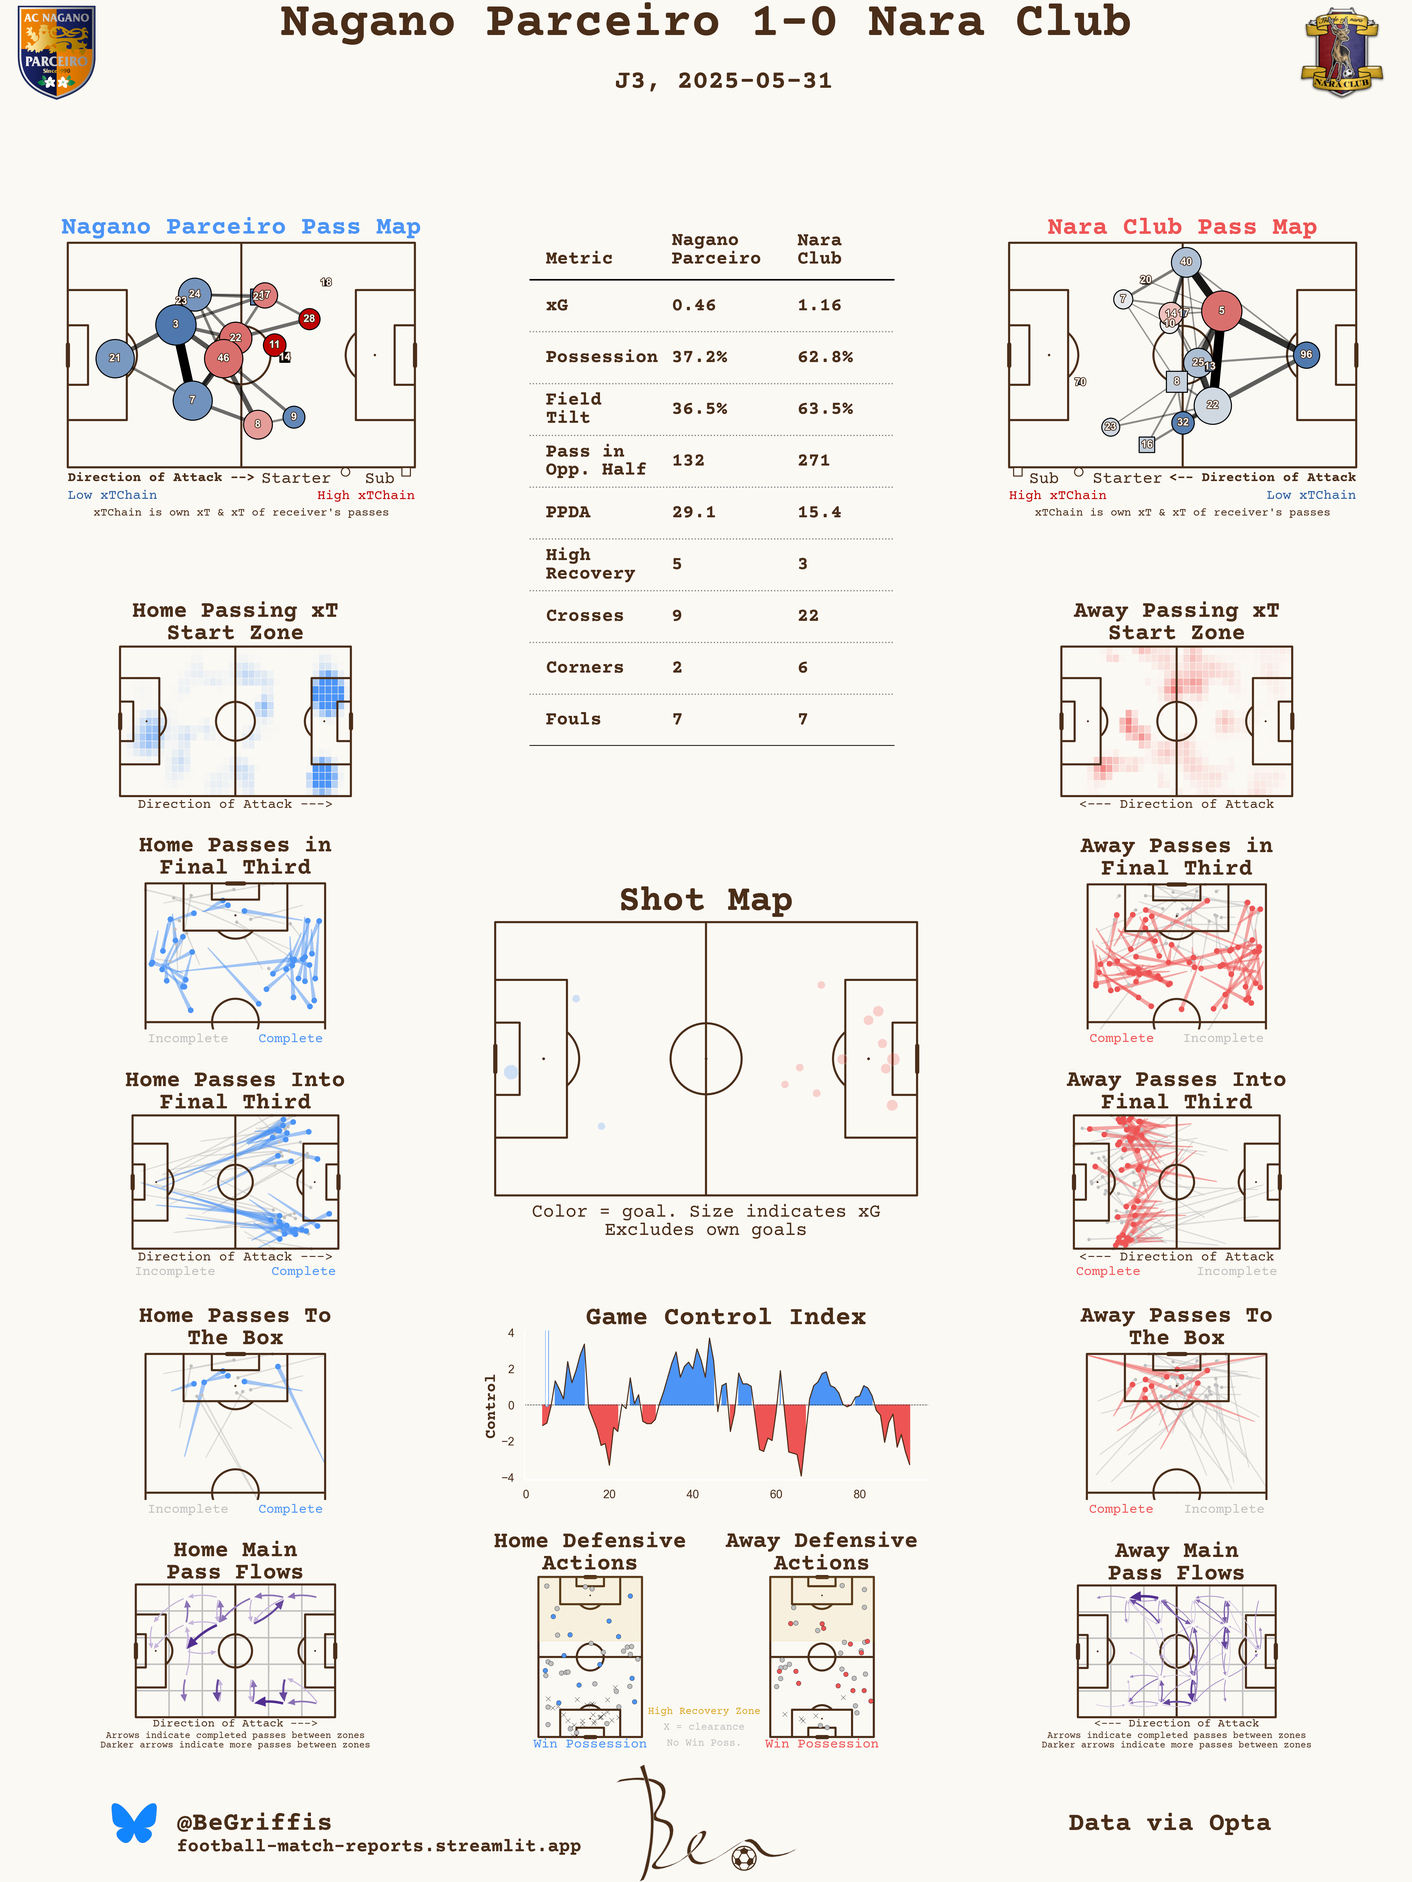 Nagano Parceiro 1-0 Nara Club
J3, 2025-05-31
AC NAGANO
PARCEIRO
NARA CLUB
Nagano Parceiro Pass Map
18
24
23
17
3
28
22
11
14
46
21
7
8
9
Direction of Attack --> Starter Sub
Low xTChain High xTChain
xTChain is own xT & xT of receiver's passes
Metric Nagano Parceiro Nara Club
xG 0.46 1.16
Possession 37.2% 62.8%
Field Tilt 36.5% 63.5%
Pass in Opp. Half 132 271
PPDA 29.1 15.4
High Recovery 5 3
Crosses 9 22
Corners 2 6
Fouls 7 7
Nara Club Pass Map
40
20
7
14
17
10
5
25
13
96
8
70
22
32
23
16
Sub Starter <-- Direction of Attack
High xTChain Low xTChain
xTChain is own xT & xT of receiver's passes
Home Passing xT
Start Zone
Direction of Attack --->
Away Passing xT
Start Zone
<--- Direction of Attack
Home Passes in
Final Third
Incomplete Complete
Away Passes in
Final Third
Complete Incomplete
Shot Map
Color = goal. Size indicates xG
Excludes own goals
Home Passes Into
Final Third
Direction of Attack --->
Incomplete Complete
Away Passes Into
Final Third
<--- Direction of Attack
Complete Incomplete
Home Passes To
The Box
Incomplete Complete
Game Control Index
Control
4
2
0
−2
−4
0 20 40 60 80
Away Passes To
The Box
Complete Incomplete
Home Main
Pass Flows
Direction of Attack --->
Arrows indicate completed passes between zones
Darker arrows indicate more passes between zones
Home Defensive
Actions
Win Possession
Away Defensive
Actions
Win Possession
High Recovery Zone
X = clearance
No Win Poss.
Away Main
Pass Flows
<--- Direction of Attack
Arrows indicate completed passes between zones
Darker arrows indicate more passes between zones
@BeGriffis
football-match-reports.streamlit.app
Ben
Data via Opta